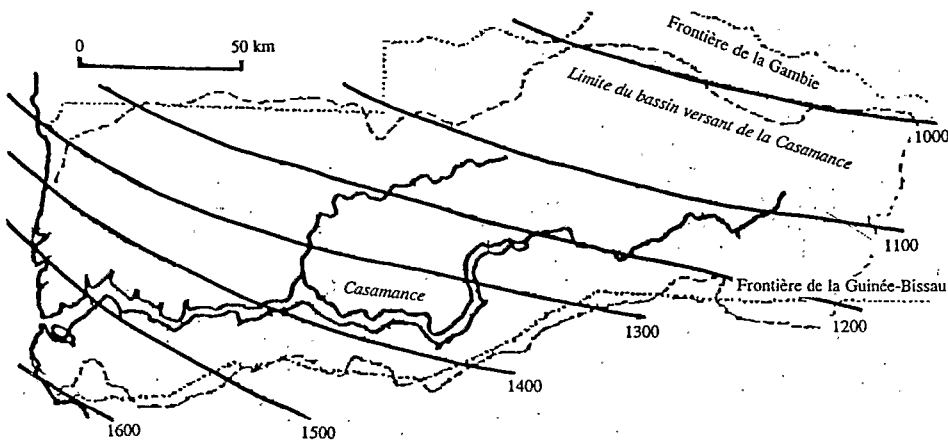 0
50 km
Frontière de la Gambie
Limite du bassin versant de la Casamance
1000
1100
Casamance
Frontière de la Guinée-Bissau
1200
1300
1400
1500
1600